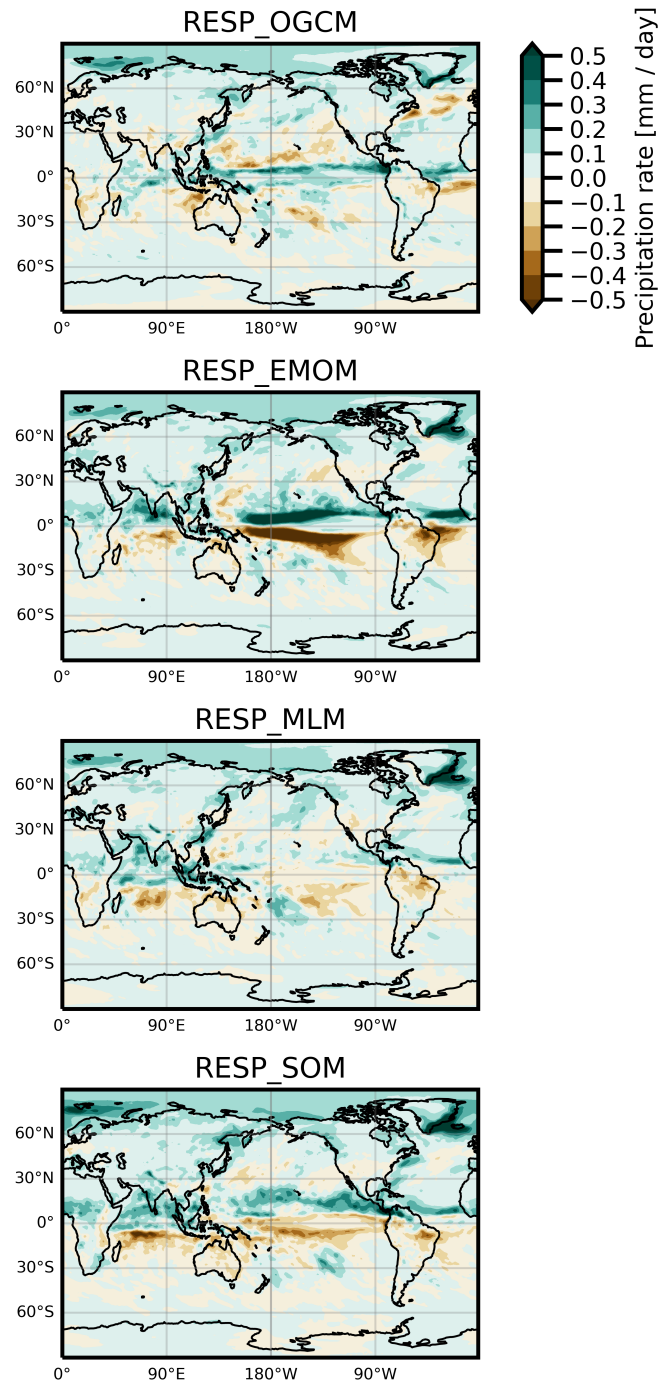 RESP_OGCM
60°N
30°N
0°
30°S
60°S
0° 90°E 180°W 90°W
0.5
0.4
0.3
0.2
0.1
0.0
−0.1
−0.2
−0.3
−0.4
−0.5
Precipitation rate [mm / day]
RESP_EMOM
60°N
30°N
0°
30°S
60°S
0° 90°E 180°W 90°W
RESP_MLM
60°N
30°N
0°
30°S
60°S
0° 90°E 180°W 90°W
RESP_SOM
60°N
30°N
0°
30°S
60°S
0° 90°E 180°W 90°W